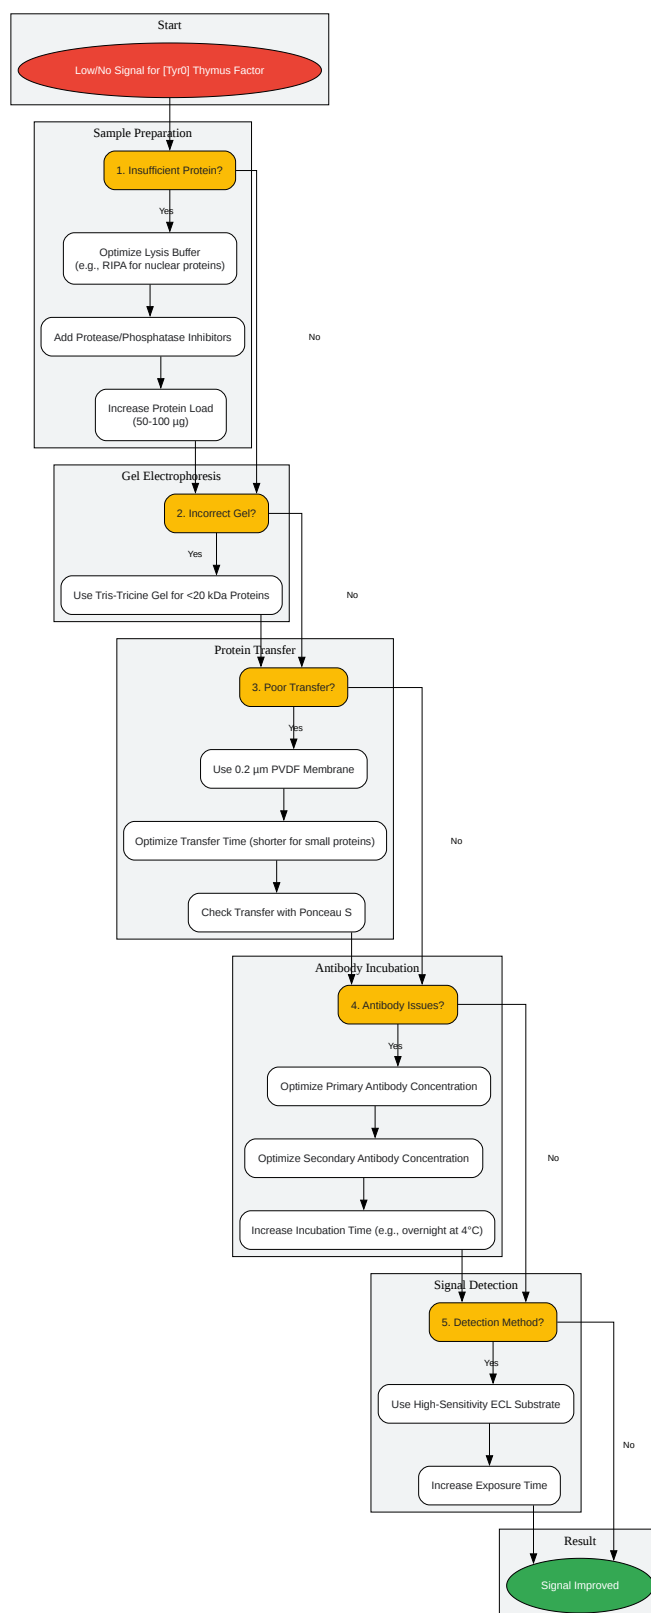 Start
Low/No Signal for [Tyr0] Thymus Factor
Sample Preparation
1. Insufficient Protein?
Yes
Optimize Lysis Buffer
(e.g., RIPA for nuclear proteins)
Add Protease/Phosphatase Inhibitors
No
Increase Protein Load
(50-100 µg)
Gel Electrophoresis
2. Incorrect Gel?
Yes
Use Tris-Tricine Gel for <20 kDa Proteins
No
Protein Transfer
3. Poor Transfer?
Yes
Use 0.2 µm PVDF Membrane
Optimize Transfer Time (shorter for small proteins)
No
Check Transfer with Ponceau S
Antibody Incubation
4. Antibody Issues?
Yes
Optimize Primary Antibody Concentration
Optimize Secondary Antibody Concentration
No
Increase Incubation Time (e.g., overnight at 4°C)
Signal Detection
5. Detection Method?
Yes
Use High-Sensitivity ECL Substrate
No
Increase Exposure Time
Result
Signal Improved